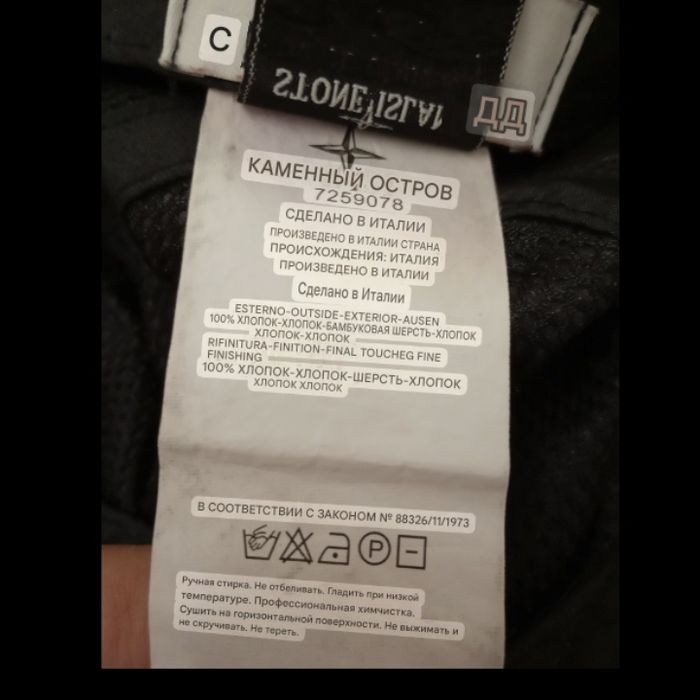 С
STONE ISLAN
ДД
КАМЕННЫЙ ОСТРОВ
7259078
СДЕЛАНО В ИТАЛИИ
ПРОИЗВЕДЕНО В ИТАЛИИ СТРАНА
ПРОИСХОЖДЕНИЯ: ИТАЛИЯ
ПРОИЗВЕДЕНО В ИТАЛИИ
Сделано в Италии
ESTERNO-OUTSIDE-EXTERIOR-AUSEN
100% ХЛОПОК-ХЛОПОК-БАМБУКОВАЯ ШЕРСТЬ-ХЛОПОК
ХЛОПОК-ХЛОПОК
RIFINITURA-FINITION-FINAL TOUCHEG FINE
FINISHING
100% ХЛОПОК-ХЛОПОК-ШЕРСТЬ-ХЛОПОК
ХЛОПОК ХЛОПОК
В СООТВЕТСТВИИ С ЗАКОНОМ № 88326/11/1973
P
Ручная стирка. Не отбеливать. Гладить при низкой
температуре. Профессиональная химчистка.
Сушить на горизонтальной поверхности. Не выжимать и
не скручивать. Не тереть.